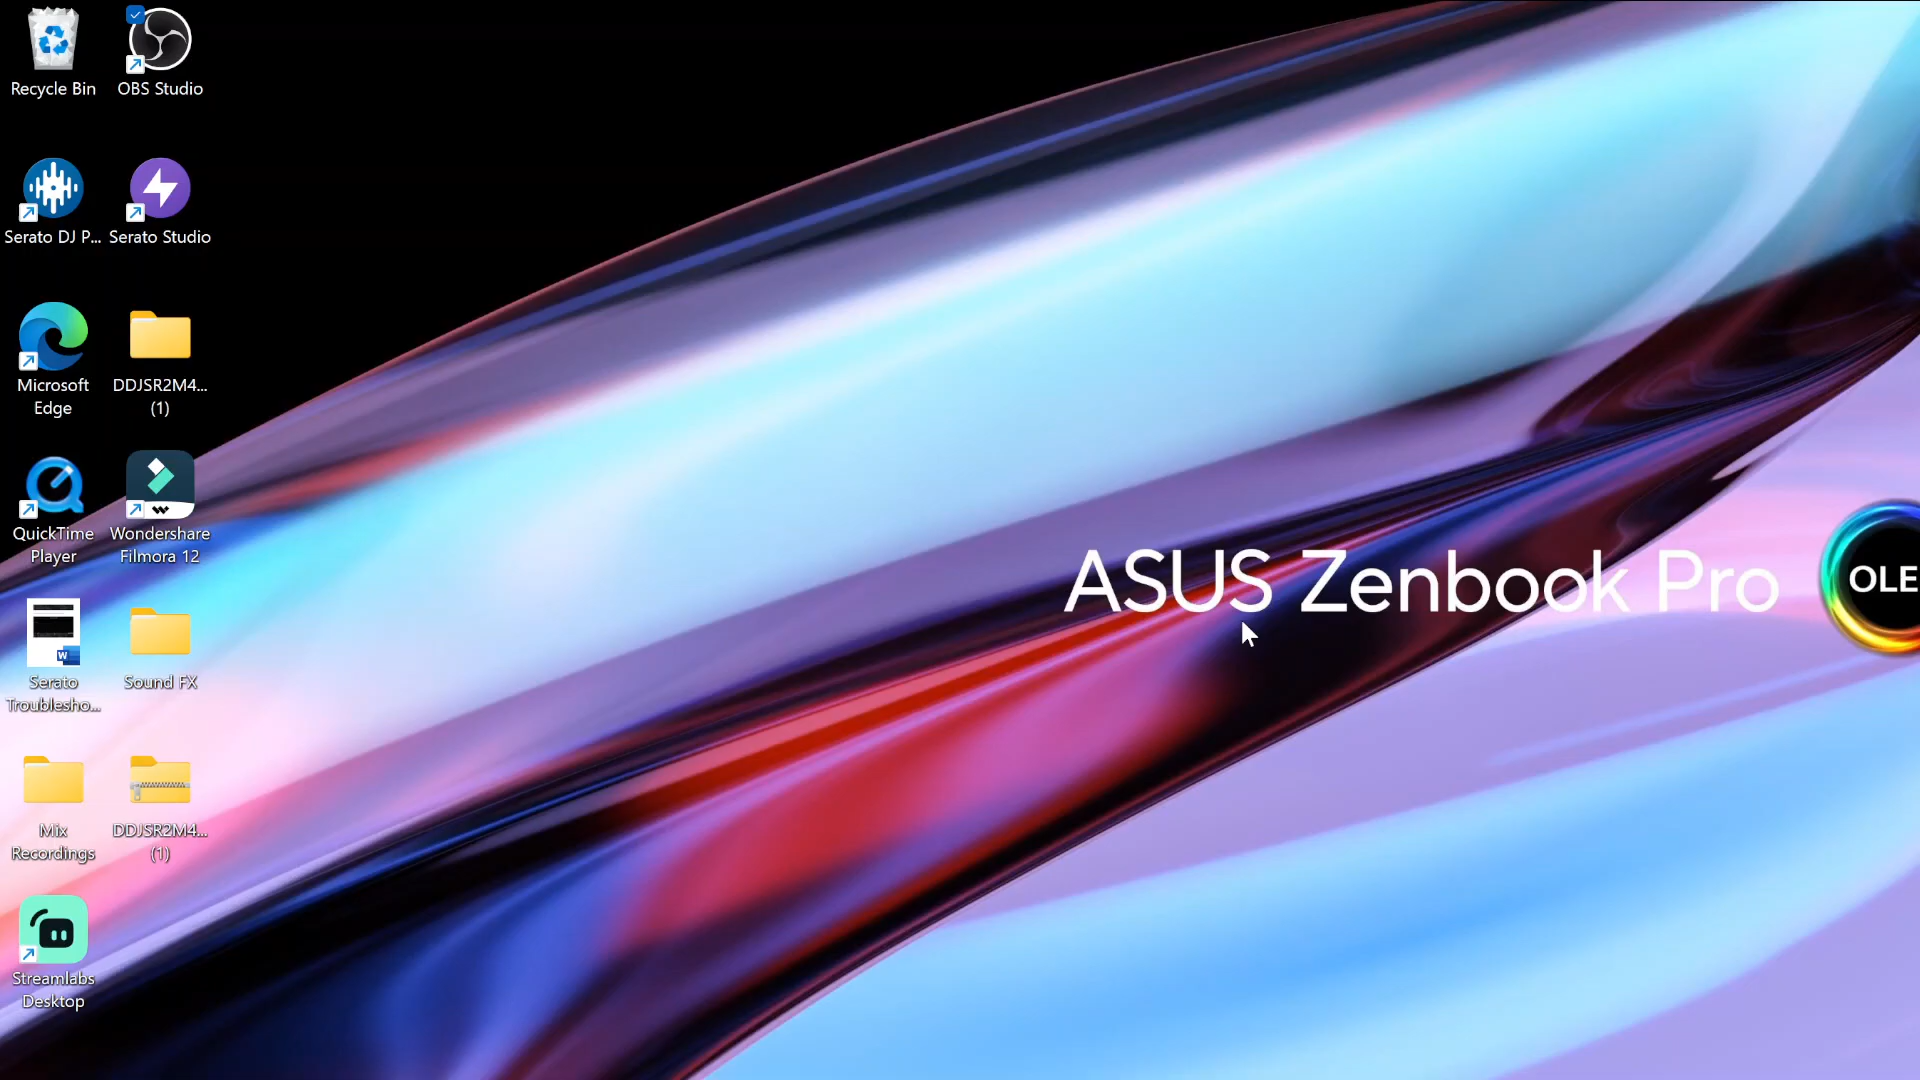 Recycle Bin
OBS Studio
Serato DJ P...
Serato Studio
Microsoft
Edge
DDJSR2M4...
(1)
QuickTime
Player
Wondershare
Filmora 12
W
Serato
Troublesho...
Sound FX
Mix
Recordings
DDJSR2M4...
(1)
Streamlabs
Desktop
ASUS Zenbook Pro
OLE